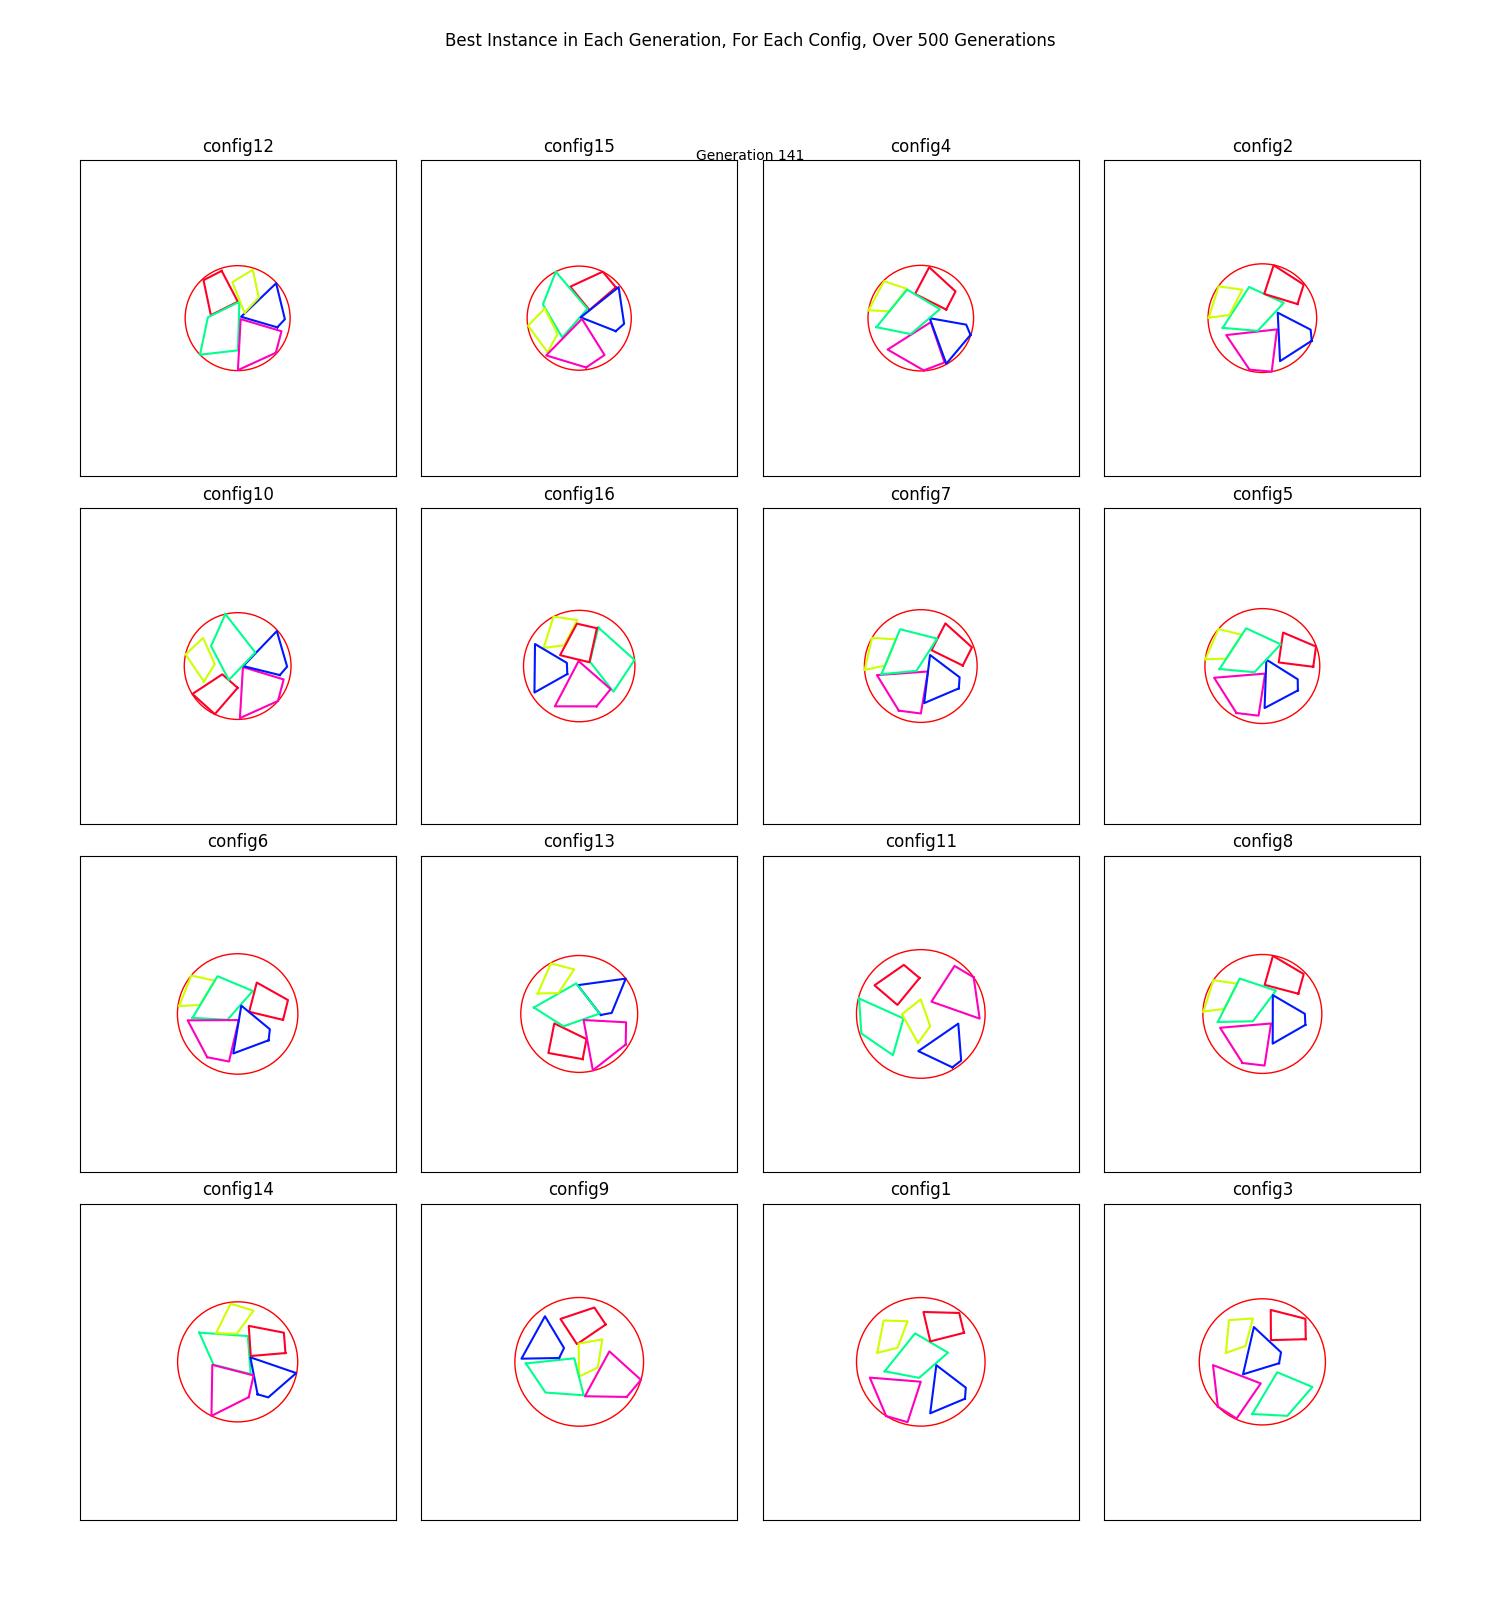 Best Instance in Each Generation, For Each Config, Over 500 Generations
Generation 141
config12
config15
config4
config2
config10
config16
config7
config5
config6
config13
config11
config8
config14
config9
config1
config3